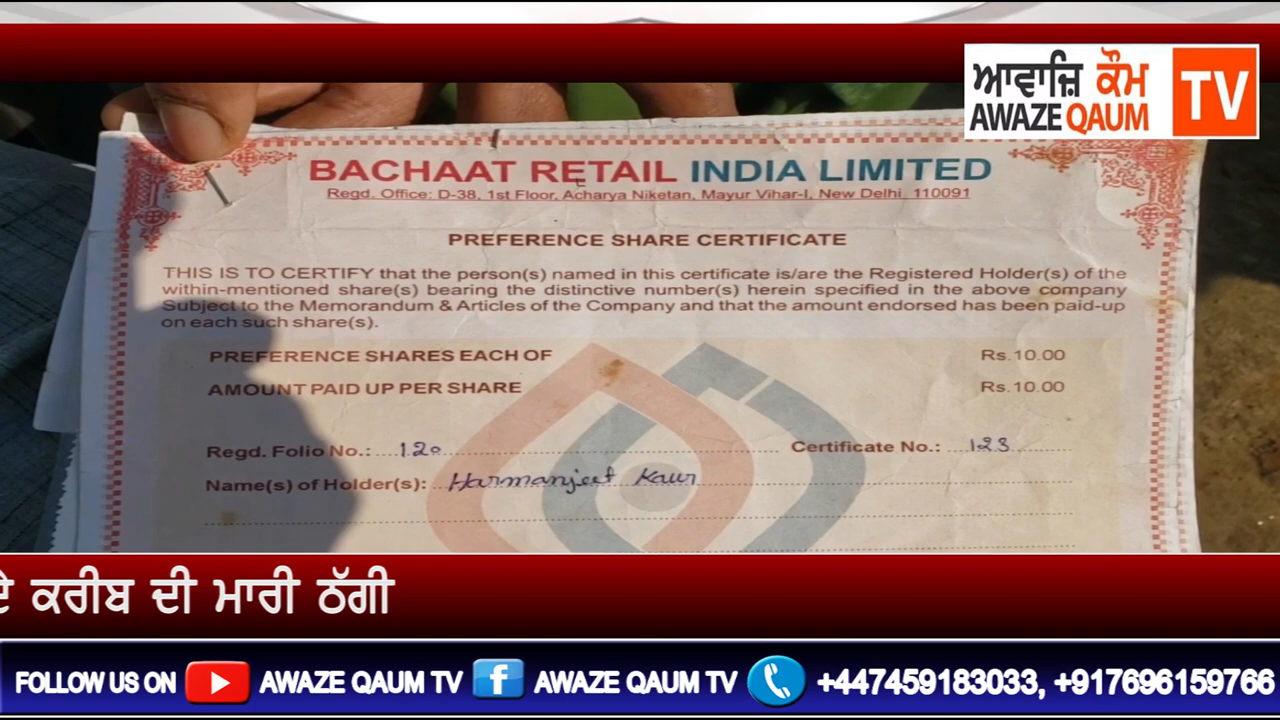 ਆਵਾਜ਼ਿ ਕੌਮ
AWAZE QAUM TV
BACHAAT RETAIL INDIA LIMITED
Regd. Office: D-38, 1st Floor, Acharya Niketan, Mayur Vihar-I, New Delhi 110091
PREFERENCE SHARE CERTIFICATE
THIS IS TO CERTIFY that the person(s) named in this certificate is/are the Registered Holder(s) of the
within-mentioned share(s) bearing the distinctive number(s) herein specified in the above company
Subject to the Memorandum & Articles of the Company and that the amount endorsed has been paid-up
on each such share(s).
PREFERENCE SHARES EACH OF Rs.10.00
AMOUNT PAID UP PER SHARE Rs.10.00
Regd. Folio No.: 120 Certificate No.: 123
Name(s) of Holder(s): Harmanjeet Kaur
ਕਰੀਬ ਦੀ ਮਾਰੀ ਠੱਗੀ
FOLLOW US ON AWAZE QAUM TV AWAZE QAUM TV +447459183033, +917696159766